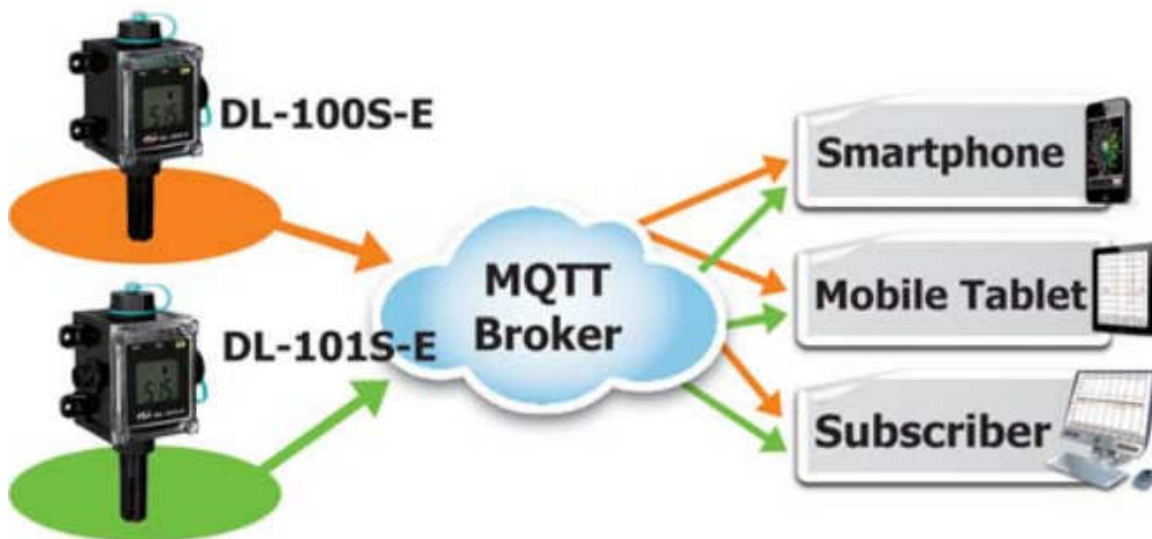 DL-100S-E
DL-101S-E
MQTT
Broker
Smartphone
Mobile Tablet
Subscriber